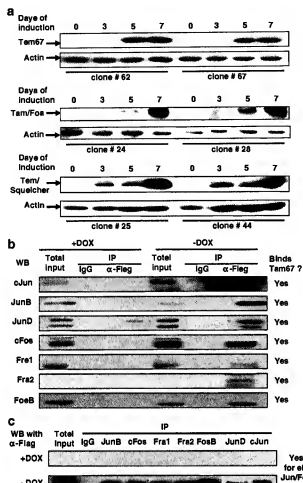 a
Days of induction 0 3 5 7 0 3 5 7
Tam67
Actin
clone # 62 clone # 67
Days of induction 0 3 5 7 0 3 5 7
Tam/Fos
Actin
clone # 24 clone # 28
Days of induction 0 3 5 7 0 3 5 7
Tam/Squelcher
Actin
clone # 25 clone # 44
b
+DOX -DOX
WB Total input IP IgG α-Flag Total input IP IgG α-Flag Binds Tam67 ?
cJun Yes
JunB Yes
JunD Yes
cFos Yes
Fra1 Yes
Fra2 Yes
FosB Yes
c
IP
WB with α-Flag Total Input IgG JunB cFos Fra1 Fra2 FosB JunD cJun
+DOX Yes
for
Jun/F
-DOX